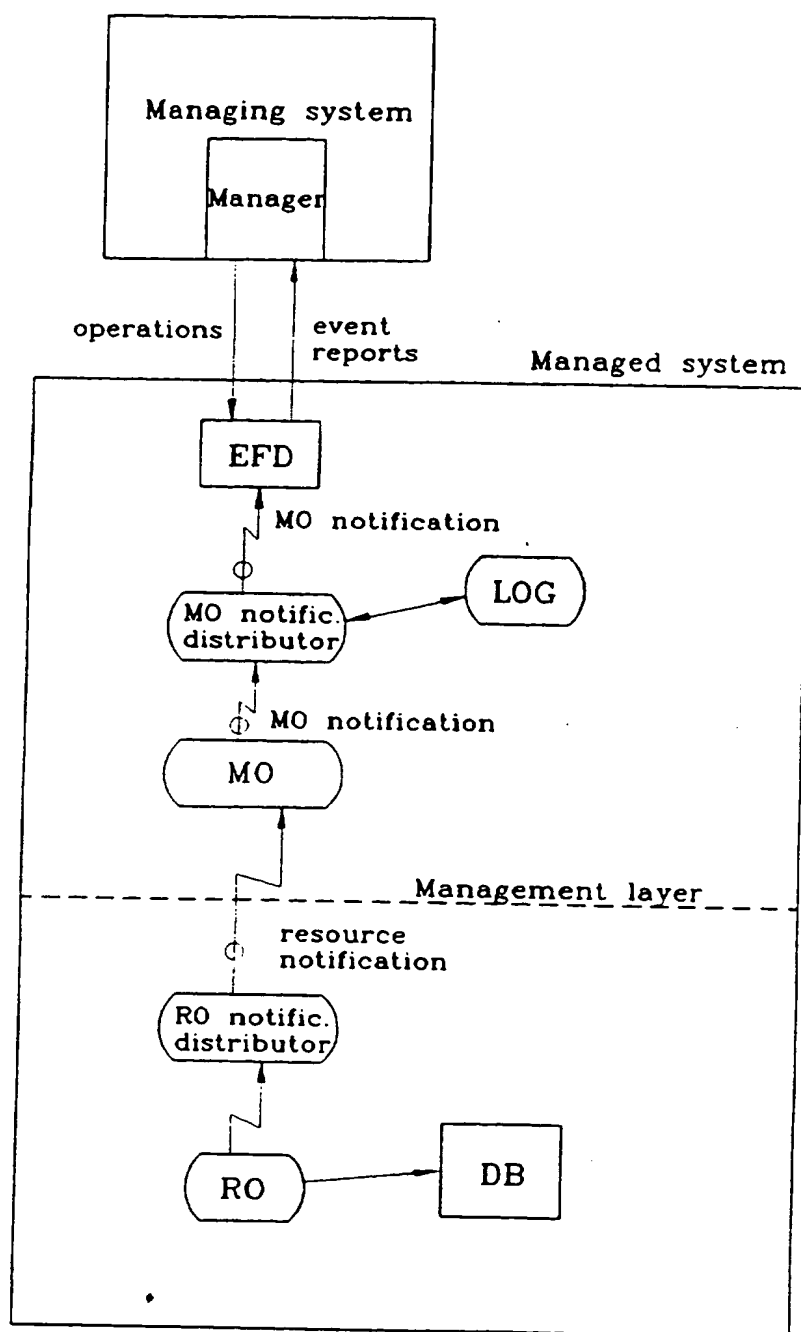 Managing system
Manager
operations
event
reports
Managed system
EFD
MO notification
LOG
MO notific.
distributor
MO notification
MO
Management layer
resource
notification
RO notific.
distributor
RO
DB